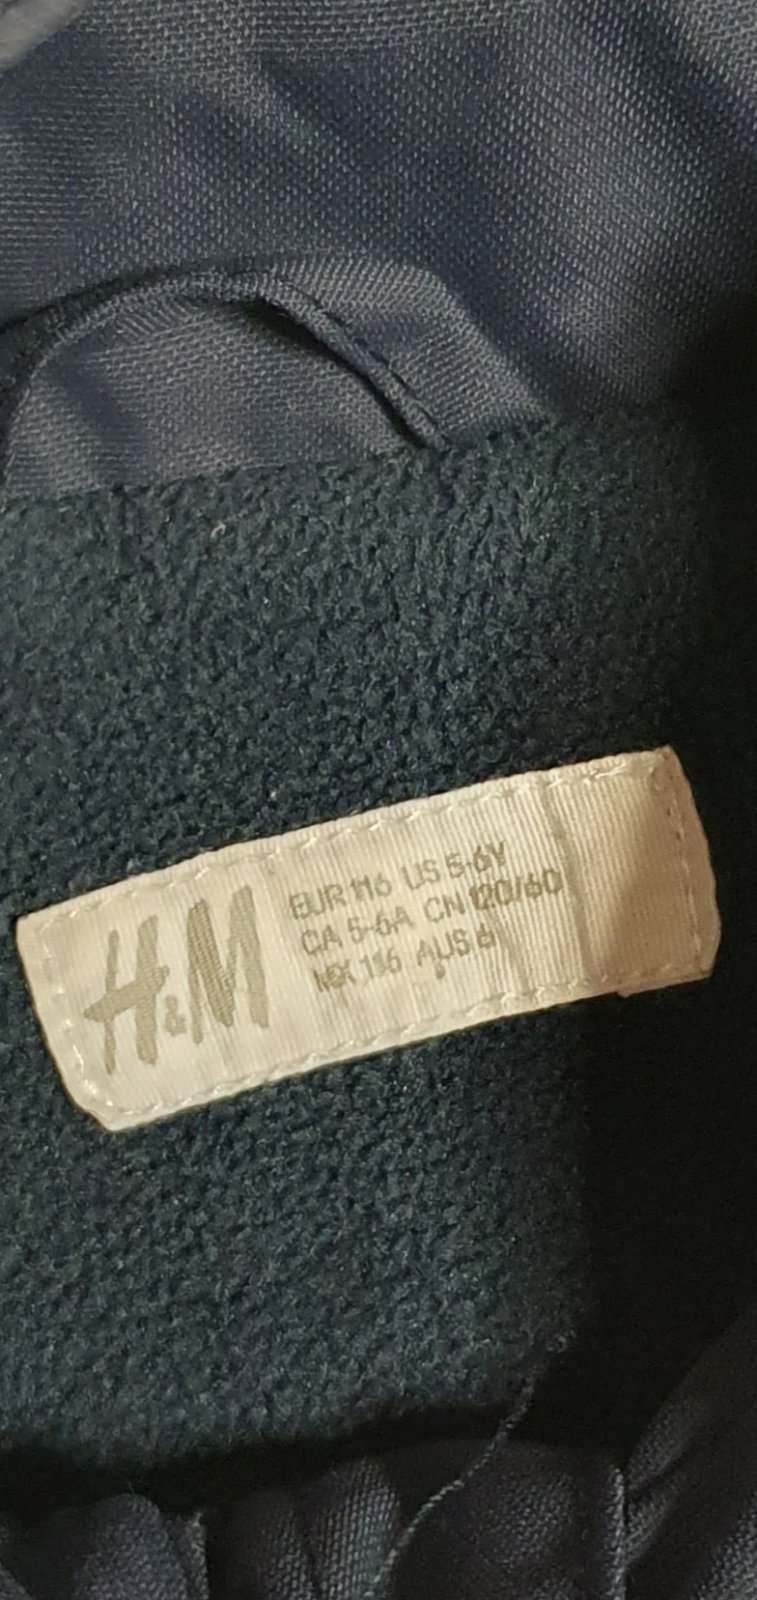 H&M
EUR 116 US 5-6Y
CA 5-6A CN 120/60
MX 116 AUS 6